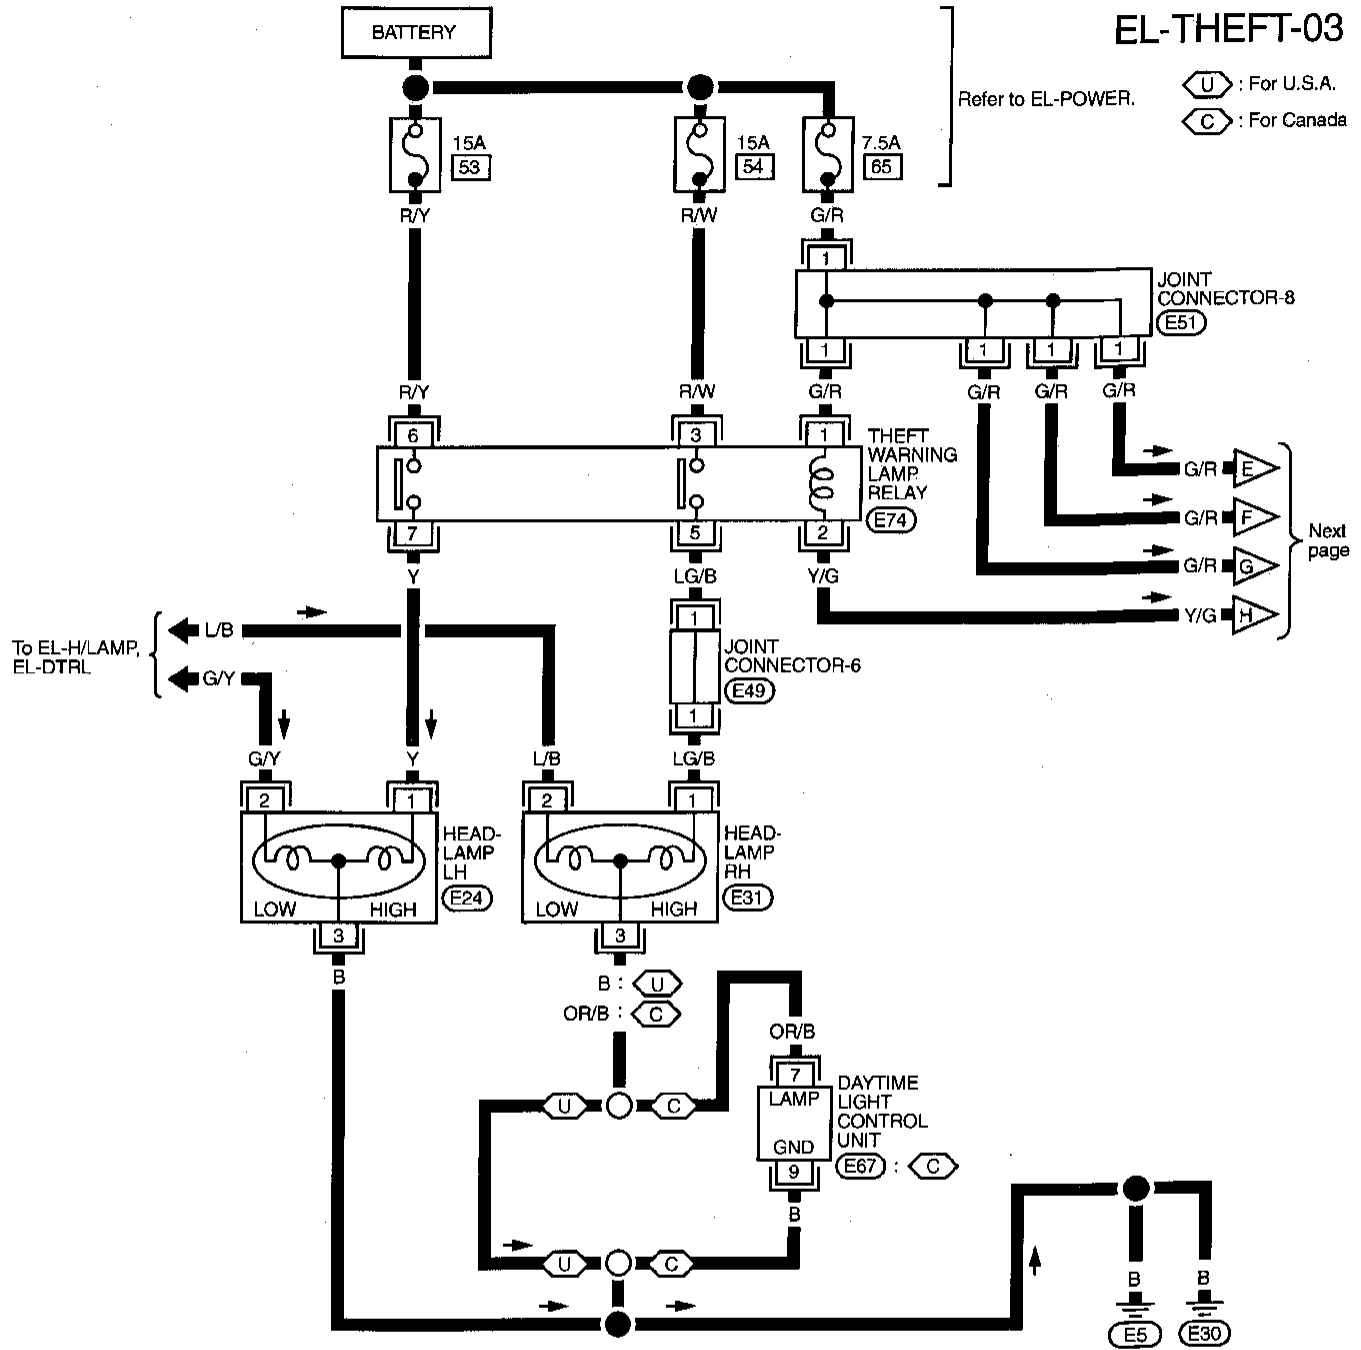 EL-THEFT-03
BATTERY
Refer to EL-POWER.
U : For U.S.A.
C : For Canada
15A
53
15A
54
7.5A
65
R/Y
R/W
G/R
1
JOINT
CONNECTOR-8
E51
1
1
1
1
R/Y
R/W
G/R
G/R
G/R
G/R
6
3
1
THEFT
WARNING
LAMP
RELAY
E74
7
5
2
G/R E
G/R F
G/R G
Y/G H
Next
page
Y
LG/B
Y/G
1
JOINT
CONNECTOR-6
E49
1
To EL-H/LAMP,
EL-DTRL
L/B
G/Y
G/Y
Y
L/B
LG/B
2
1
2
1
HEAD-
LAMP
LH
E24
LOW
HIGH
3
HEAD-
LAMP
RH
E31
LOW
HIGH
3
B
B : U
OR/B : C
OR/B
7
LAMP
GND
9
DAYTIME
LIGHT
CONTROL
UNIT
E67 : C
U
C
B
U
C
B
B
E5
E30